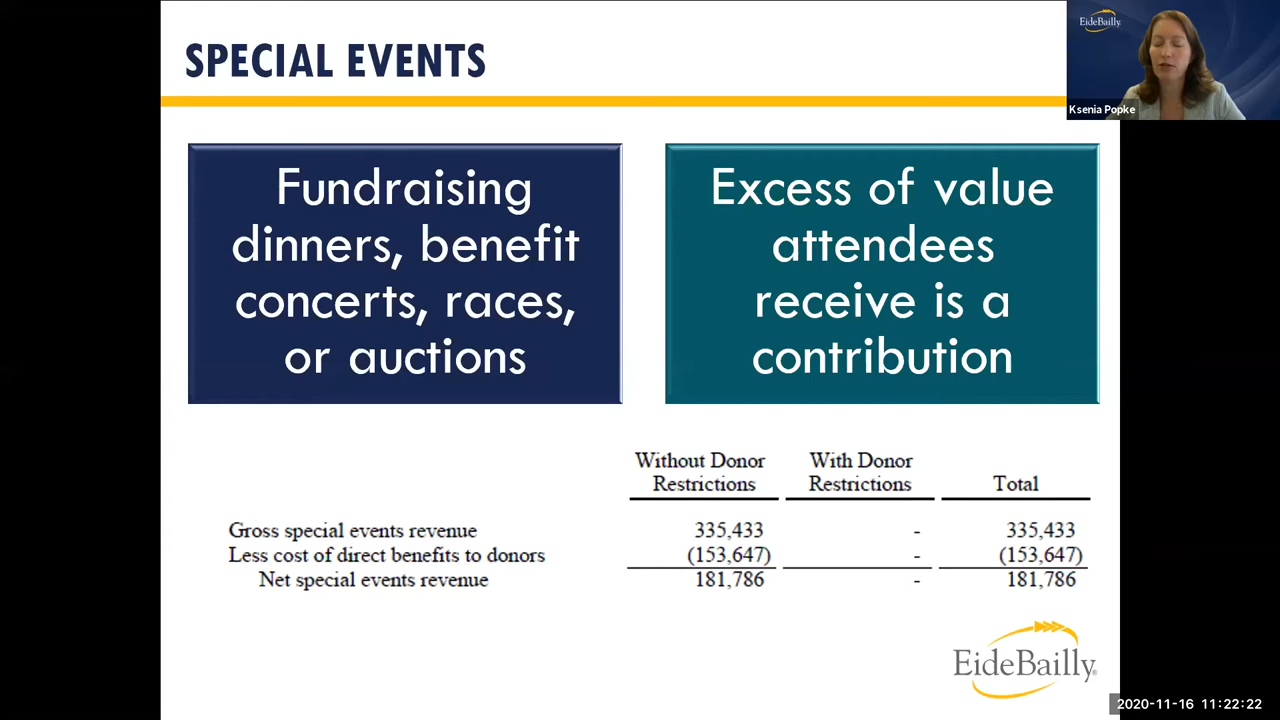 SPECIAL EVENTS
EideBailly
Ksenia Popke
Fundraising
dinners, benefit
concerts, races,
or auctions
Excess of value
attendees
receive is a
contribution
Without Donor Restrictions
With Donor Restrictions
Total
Gross special events revenue 335,433 - 335,433
Less cost of direct benefits to donors (153,647) - (153,647)
Net special events revenue 181,786 - 181,786
EideBailly®
2020-11-16 11:22:22